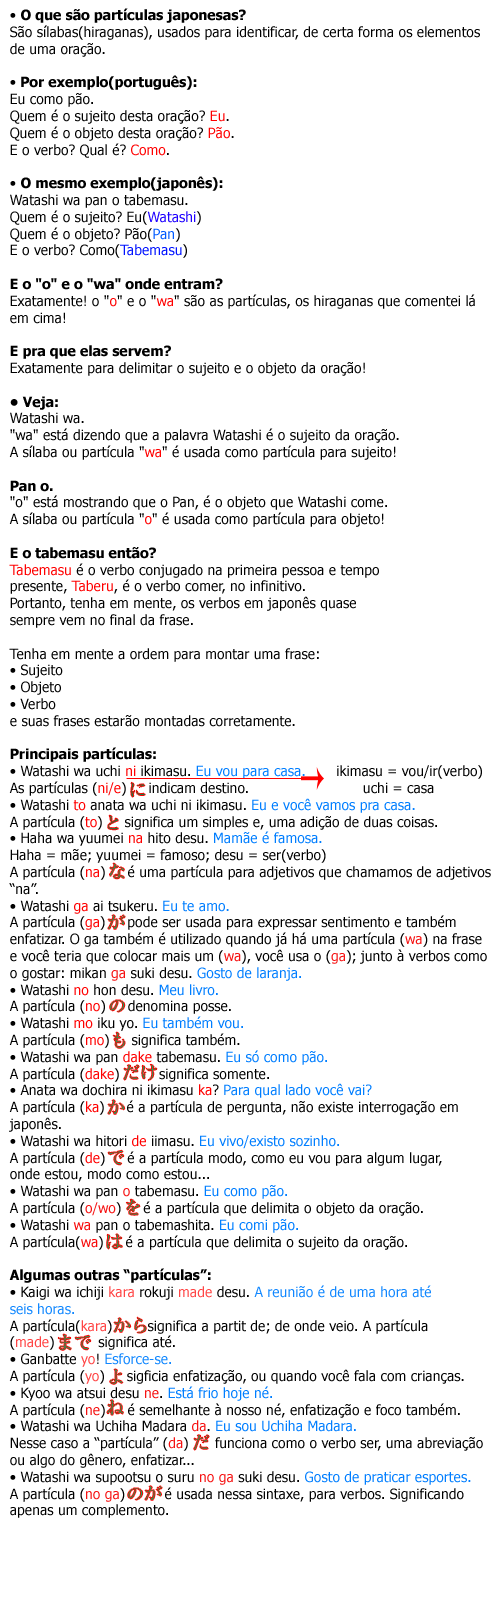 • O que são partículas japonesas?
São sílabas(hiraganas), usados para identificar, de certa forma os elementos
de uma oração.
• Por exemplo(português):
Eu como pão.
Quem é o sujeito desta oração? Eu.
Quem é o objeto desta oração? Pão.
E o verbo? Qual é? Como.
• O mesmo exemplo(japonês):
Watashi wa pan o tabemasu.
Quem é o sujeito? Eu(Watashi)
Quem é o objeto? Pão(Pan)
E o verbo? Como(Tabemasu)
E o "o" e o "wa" onde entram?
Exatamente! o "o" e o "wa" são as partículas, os hiraganas que comentei lá
em cima!
E pra que elas servem?
Exatamente para delimitar o sujeito e o objeto da oração!
• Veja:
Watashi wa.
"wa" está dizendo que a palavra Watashi é o sujeito da oração.
A sílaba ou partícula "wa" é usada como partícula para sujeito!
Pan o.
"o" está mostrando que o Pan, é o objeto que Watashi come.
A sílaba ou partícula "o" é usada como partícula para objeto!
E o tabemasu então?
Tabemasu é o verbo conjugado na primeira pessoa e tempo
presente, Taberu, é o verbo comer, no infinitivo.
Portanto, tenha em mente, os verbos em japonês quase
sempre vem no final da frase.
Tenha em mente a ordem para montar uma frase:
• Sujeito
• Objeto
• Verbo
e suas frases estarão montadas corretamente.
Principais partículas:
• Watashi wa uchi ni ikimasu. Eu vou para casa. ikimasu = vou/ir(verbo)
As partículas (ni/e) に indicam destino. uchi = casa
• Watashi to anata wa uchi ni ikimasu. Eu e você vamos pra casa.
A partícula (to) と significa um simples e, uma adição de duas coisas.
• Haha wa yuumei na hito desu. Mamãe é famosa.
Haha = mãe; yuumei = famoso; desu = ser(verbo)
A partícula (na) な é uma partícula para adjetivos que chamamos de adjetivos
“na”.
• Watashi ga ai tsukeru. Eu te amo.
A partícula (ga) が pode ser usada para expressar sentimento e também
enfatizar. O ga também é utilizado quando já há uma partícula (wa) na frase
e você teria que colocar mais um (wa), você usa o (ga); junto à verbos como
o gostar: mikan ga suki desu. Gosto de laranja.
• Watashi no hon desu. Meu livro.
A partícula (no) の denomina posse.
• Watashi mo iku yo. Eu também vou.
A partícula (mo) も significa também.
• Watashi wa pan dake tabemasu. Eu só como pão.
A partícula (dake) だけ significa somente.
• Anata wa dochira ni ikimasu ka? Para qual lado você vai?
A partícula (ka) か é a partícula de pergunta, não existe interrogação em
japonês.
• Watashi wa hitori de iimasu. Eu vivo/existo sozinho.
A partícula (de) で é a partícula modo, como eu vou para algum lugar,
onde estou, modo como estou...
• Watashi wa pan o tabemasu. Eu como pão.
A partícula (o/wo) を é a partícula que delimita o objeto da oração.
• Watashi wa pan o tabemashita. Eu comi pão.
A partícula(wa) は é a partícula que delimita o sujeito da oração.
Algumas outras “partículas”:
• Kaigi wa ichiji kara rokuji made desu. A reunião é de uma hora até
seis horas.
A partícula(kara) から significa a partit de; de onde veio. A partícula
(made) まで significa até.
• Ganbatte yo! Esforce-se.
A partícula (yo) よ sigficia enfatização, ou quando você fala com crianças.
• Kyoo wa atsui desu ne. Está frio hoje né.
A partícula (ne) ね é semelhante à nosso né, enfatização e foco também.
• Watashi wa Uchiha Madara da. Eu sou Uchiha Madara.
Nesse caso a “partícula” (da) だ funciona como o verbo ser, uma abreviação
ou algo do gênero, enfatizar...
• Watashi wa supootsu o suru no ga suki desu. Gosto de praticar esportes.
A partícula (no ga) のが é usada nessa sintaxe, para verbos. Significando
apenas um complemento.